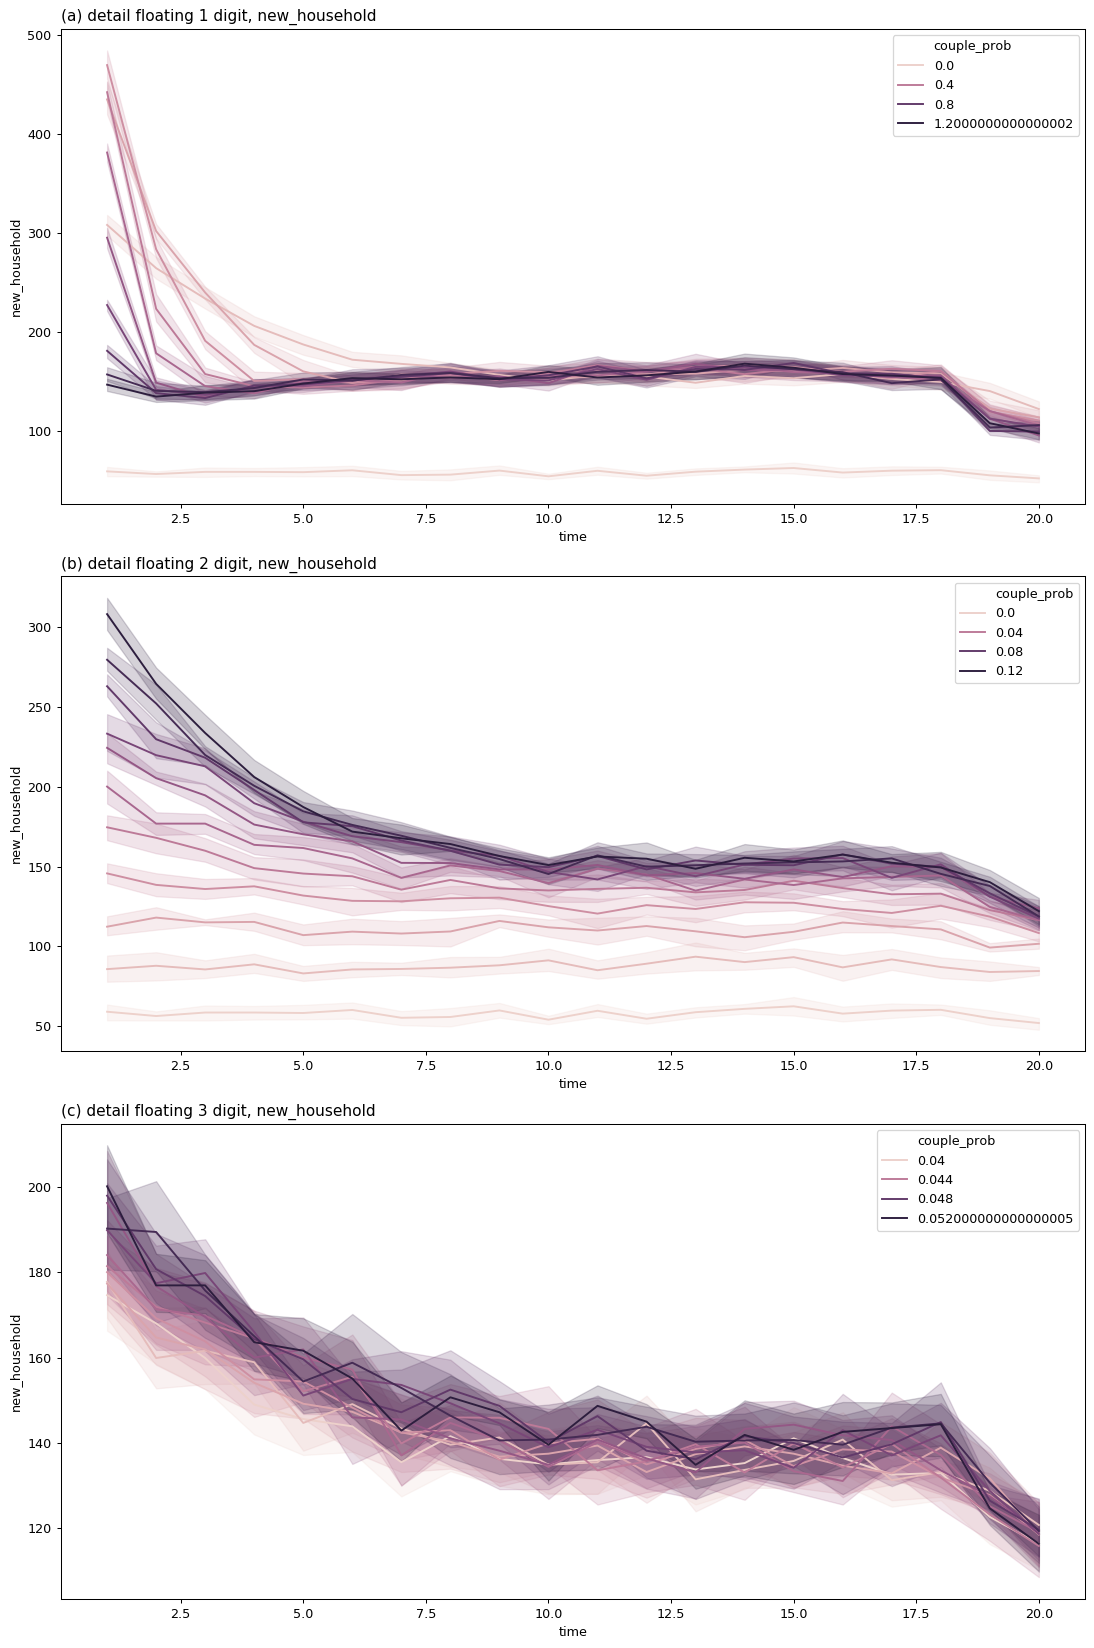 (a) detail floating 1 digit, new_household
couple_prob
0.0
0.4
0.8
1.2000000000000002
500
400
300
200
100
new_household
2.5 5.0 7.5 10.0 12.5 15.0 17.5 20.0
time
(b) detail floating 2 digit, new_household
couple_prob
0.0
0.04
0.08
0.12
300
250
200
150
100
50
new_household
2.5 5.0 7.5 10.0 12.5 15.0 17.5 20.0
time
(c) detail floating 3 digit, new_household
couple_prob
0.04
0.044
0.048
0.052000000000000005
200
180
160
140
120
new_household
2.5 5.0 7.5 10.0 12.5 15.0 17.5 20.0
time